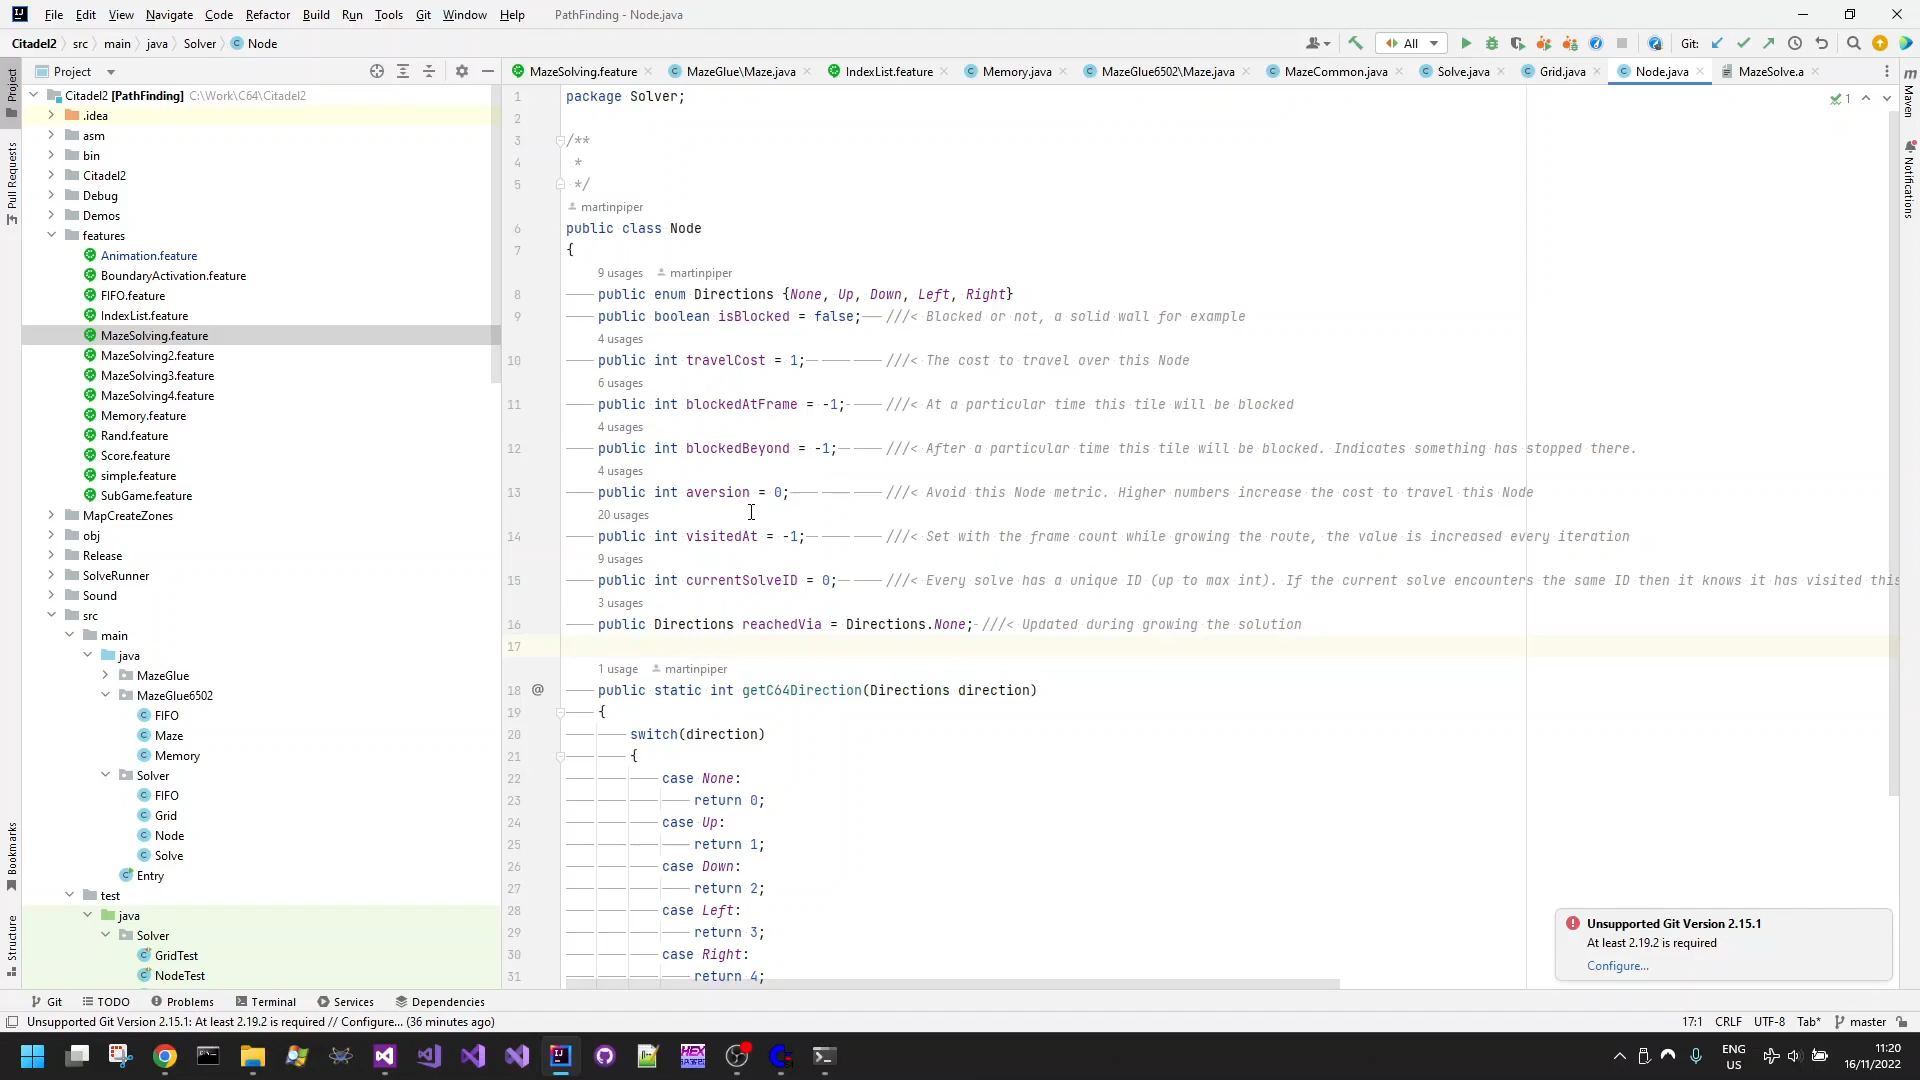 File Edit View Navigate Code Refactor Build Run Tools Git Window Help PathFinding - Node.java
Citadel2 src main java Solver Node
All Git:
Project
MazeSolving.feature MazeGlue\Maze.java IndexList.feature Memory.java MazeGlue6502\Maze.java MazeCommon.java Solve.java Grid.java Node.java MazeSolve.a
Project
Pull Requests
Bookmarks
Structure
Maven
Notifications
Citadel2 [PathFinding] C:\Work\C64\Citadel2
.idea
asm
bin
Citadel2
Debug
Demos
features
Animation.feature
BoundaryActivation.feature
FIFO.feature
IndexList.feature
MazeSolving.feature
MazeSolving2.feature
MazeSolving3.feature
MazeSolving4.feature
Memory.feature
Rand.feature
Score.feature
simple.feature
SubGame.feature
MapCreateZones
obj
Release
SolveRunner
Sound
src
main
java
MazeGlue
MazeGlue6502
FIFO
Maze
Memory
Solver
FIFO
Grid
Node
Solve
Entry
test
java
Solver
GridTest
NodeTest
1 package Solver;
2
3 /**
4 *
5 */
martinpiper
6 public class Node
7 {
9 usages martinpiper
8 public enum Directions {None, Up, Down, Left, Right}
9 public boolean isBlocked = false; ///< Blocked or not, a solid wall for example
4 usages
10 public int travelCost = 1; ///< The cost to travel over this Node
6 usages
11 public int blockedAtFrame = -1; ///< At a particular time this tile will be blocked
4 usages
12 public int blockedBeyond = -1; ///< After a particular time this tile will be blocked. Indicates something has stopped there.
4 usages
13 public int aversion = 0; ///< Avoid this Node metric. Higher numbers increase the cost to travel this Node
20 usages
14 public int visitedAt = -1; ///< Set with the frame count while growing the route, the value is increased every iteration
9 usages
15 public int currentSolveID = 0; ///< Every solve has a unique ID (up to max int). If the current solve encounters the same ID then it knows it has visited this
3 usages
16 public Directions reachedVia = Directions.None; ///< Updated during growing the solution
17
1 usage martinpiper
18 @ public static int getC64Direction(Directions direction)
19 {
20 switch(direction)
21 {
22 case None:
23 return 0;
24 case Up:
25 return 1;
26 case Down:
27 return 2;
28 case Left:
29 return 3;
30 case Right:
31 return 4;
1
Unsupported Git Version 2.15.1
At least 2.19.2 is required
Configure...
Git TODO Problems Terminal Services Dependencies
Unsupported Git Version 2.15.1: At least 2.19.2 is required // Configure... (36 minutes ago) 17:1 CRLF UTF-8 Tab* master
HEX
ENG
US
11:20
16/11/2022